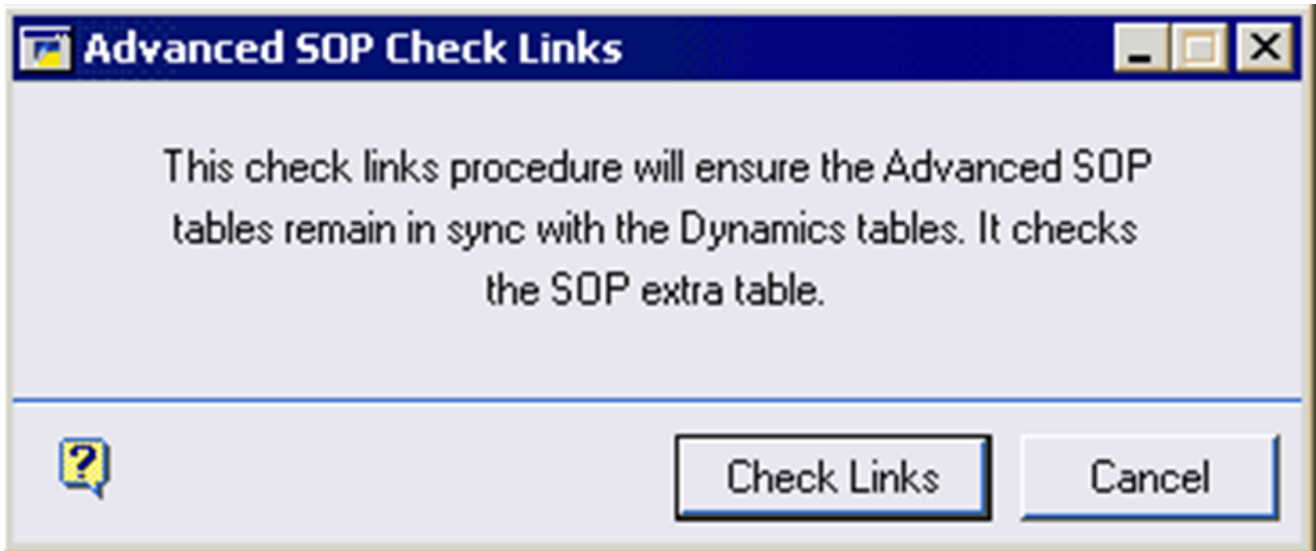 Advanced SOP Check Links
This check links procedure will ensure the Advanced SOP
tables remain in sync with the Dynamics tables. It checks
the SOP extra table.
?
Check Links
Cancel